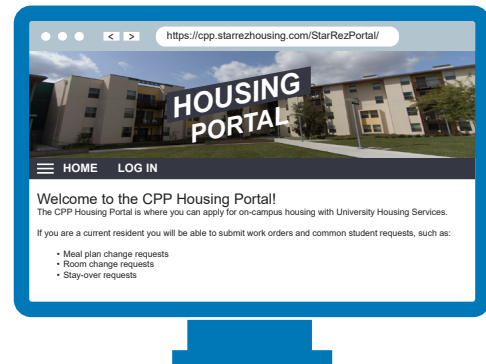 < >
https://cpp.starrezhousing.com/StarRezPortal/
HOUSING
PORTAL
HOME LOG IN
Welcome to the CPP Housing Portal!
The CPP Housing Portal is where you can apply for on-campus housing with University Housing Services.
If you are a current resident you will be able to submit work orders and common student requests, such as:
• Meal plan change requests
• Room change requests
• Stay-over requests